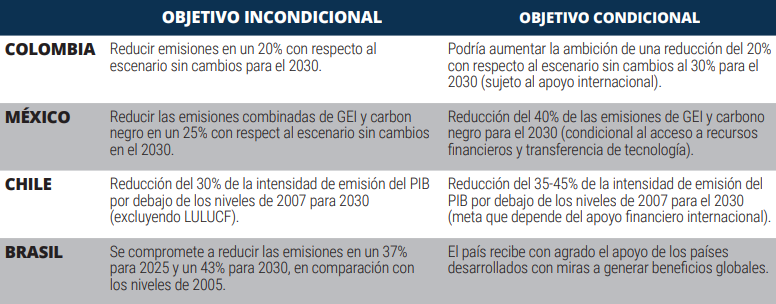 OBJETIVO INCONDICIONAL
OBJETIVO CONDICIONAL
COLOMBIA
Reducir emisiones en un 20% con respecto al
escenario sin cambios para el 2030.
Podría aumentar la ambición de una reducción del 20%
con respecto al escenario sin cambios al 30% para el
2030 (sujeto al apoyo internacional).
MÉXICO
Reducir las emisiones combinadas de GEI y carbon
negro en un 25% con respect al escenario sin cambios
en el 2030.
Reducción del 40% de las emisiones de GEI y carbono
negro para el 2030 (condicional al acceso a recursos
financieros y transferencia de tecnología).
CHILE
Reducción del 30% de la intensidad de emisión del PIB
por debajo de los niveles de 2007 para 2030
(excluyendo LULUCF).
Reducción del 35-45% de la intensidad de emisión del
PIB por debajo de los niveles de 2007 para el 2030
(meta que depende del apoyo financiero internacional).
BRASIL
Se compromete a reducir las emisiones en un 37%
para 2025 y un 43% para 2030, en comparación con
los niveles de 2005.
El país recibe con agrado el apoyo de los países
desarrollados con miras a generar beneficios globales.